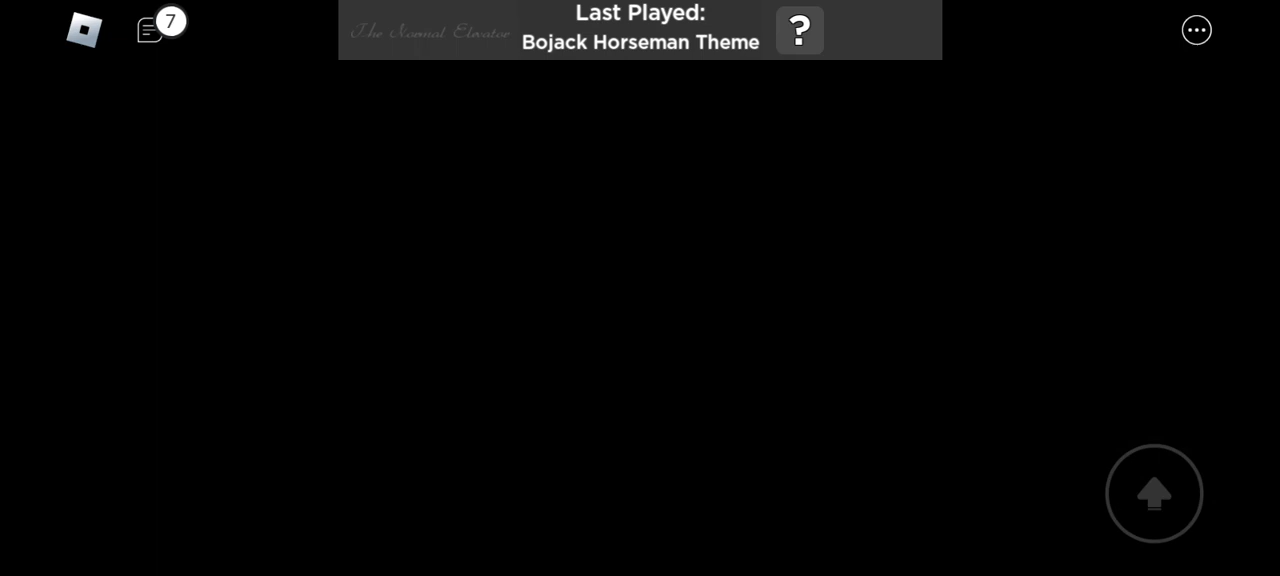 7
The Normal Elevator
Last Played:
Bojack Horseman Theme
?